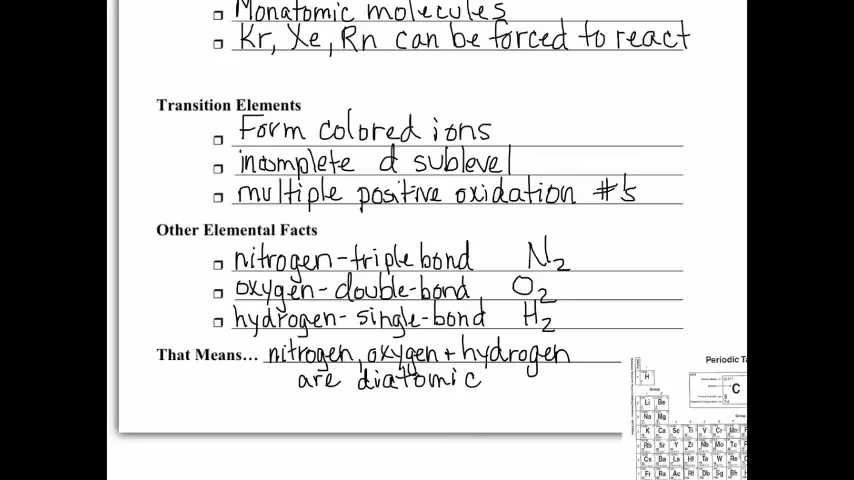 Monatomic molecules
Kr, Xe, Rn can be forced to react
Transition Elements
Form colored ions
incomplete d sublevel
multiple positive oxidation #'s
Other Elemental Facts
nitrogen-triple bond N2
oxygen-double-bond O2
hydrogen-single-bond H2
That Means... nitrogen, oxygen + hydrogen
are diatomic
Periodic Ta
H
Group
C
Li Be
Na Mg
Group
K Ca Sc Ti V Cr Mn
Rb Sr Y Zr Nb Mo Tc
Cs Ba La Hf Ta W Re
Fr Ra Ac Rf Db Sg Bh